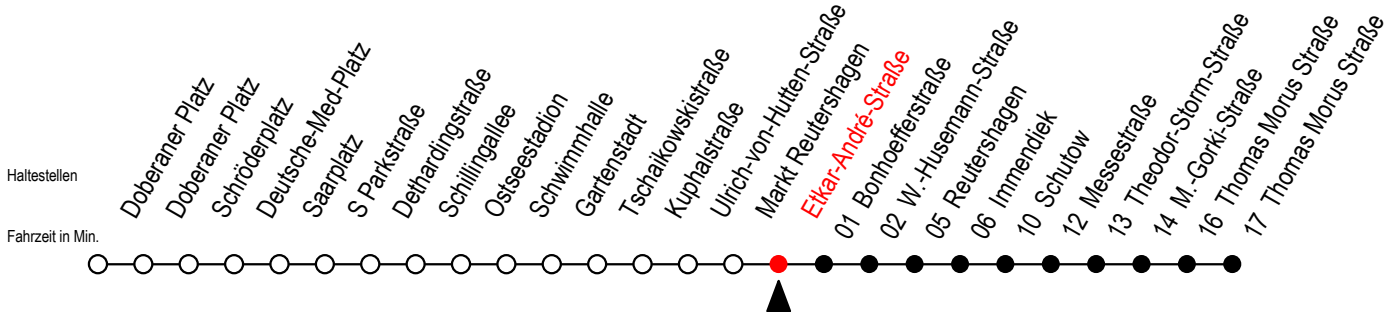 Haltestellen
Fahrzeit in Min.
Doberaner Platz
Doberaner Platz
Schröderplatz
Deutsche-Med-Platz
Saarplatz
S Parkstraße
Dethardingstraße
Schillingallee
Ostseestadion
Schwimmhalle
Gartenstadt
Tschaikowskistraße
Kuphalstraße
Ulrich-von-Hutten-Straße
Markt Reutershagen
Etkar-André-Straße
01 Bonhoefferstraße
02 W.-Husemann-Straße
05 Reutershagen
06 Immendiek
10 Schutow
12 Messestraße
13 Theodor-Storm-Straße
14 M.-Gorki-Straße
16 Thomas Morus Straße
17 Thomas Morus Straße